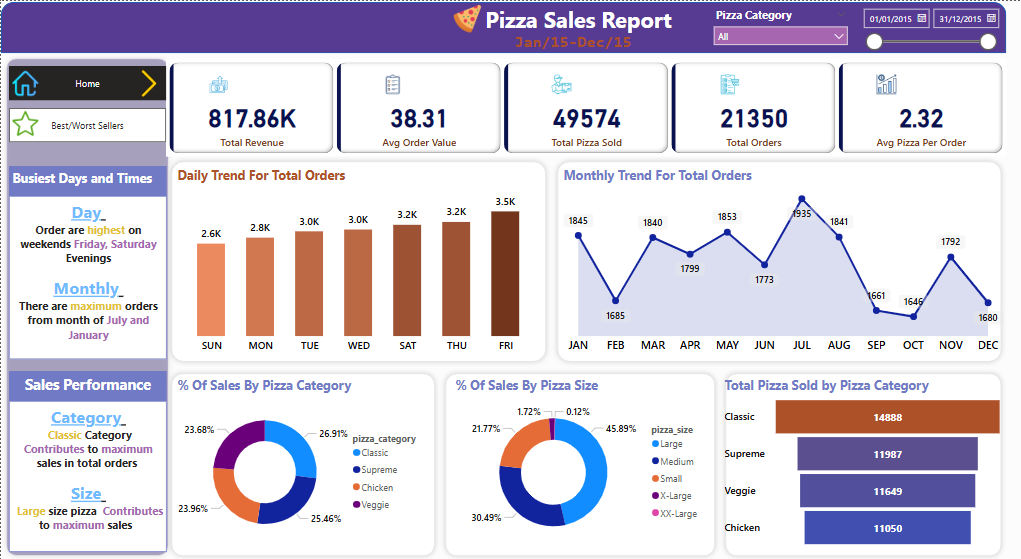 Pizza Sales Report
Jan/15-Dec/15
Pizza Category
All
01/01/2015
31/12/2015
Home
Best/Worst Sellers
817.86K
Total Revenue
38.31
Avg Order Value
49574
Total Pizza Sold
21350
Total Orders
2.32
Avg Pizza Per Order
Busiest Days and Times
Day
Order are highest on
weekends Friday, Saturday
Evenings
Monthly
There are maximum orders
from month of July and
January
Daily Trend For Total Orders
2.6K
2.8K
3.0K
3.0K
3.2K
3.2K
3.5K
SUN
MON
TUE
WED
SAT
THU
FRI
Monthly Trend For Total Orders
1845
1685
1840
1799
1853
1773
1935
1841
1661
1646
1792
1680
JAN
FEB
MAR
APR
MAY
JUN
JUL
AUG
SEP
OCT
NOV
DEC
Sales Performance
Category
Classic Category
Contributes to maximum
sales in total orders
Size
Large size pizza Contributes
to maximum sales
% Of Sales By Pizza Category
23.68%
26.91%
23.96%
25.46%
pizza_category
Classic
Supreme
Chicken
Veggie
% Of Sales By Pizza Size
1.72%
0.12%
21.77%
45.89%
30.49%
pizza_size
Large
Medium
Small
X-Large
XX-Large
Total Pizza Sold by Pizza Category
Classic
14888
Supreme
11987
Veggie
11649
Chicken
11050